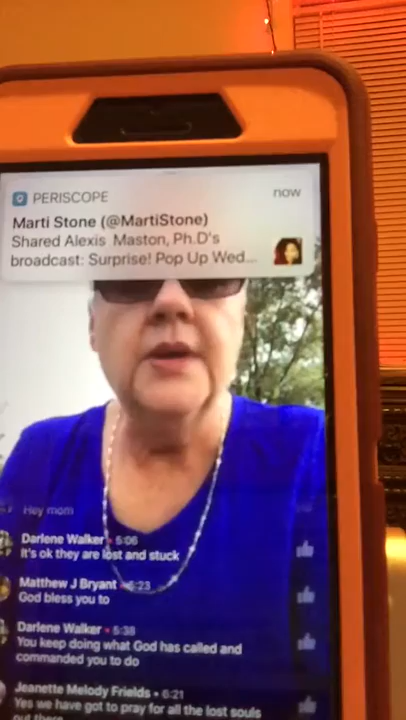 PERISCOPE
now
Marti Stone (@MartiStone)
Shared Alexis Maston, Ph.D's
broadcast: Surprise! Pop Up Wed...
Hey mom
Darlene Walker • 5:06
It's ok they are lost and stuck
Matthew J Bryant • 6:23
God bless you to
Darlene Walker • 5:38
You keep doing what God has called and
commanded you to do
Jeanette Melody Frields • 6:21
Yes we have got to pray for all the lost souls
out there